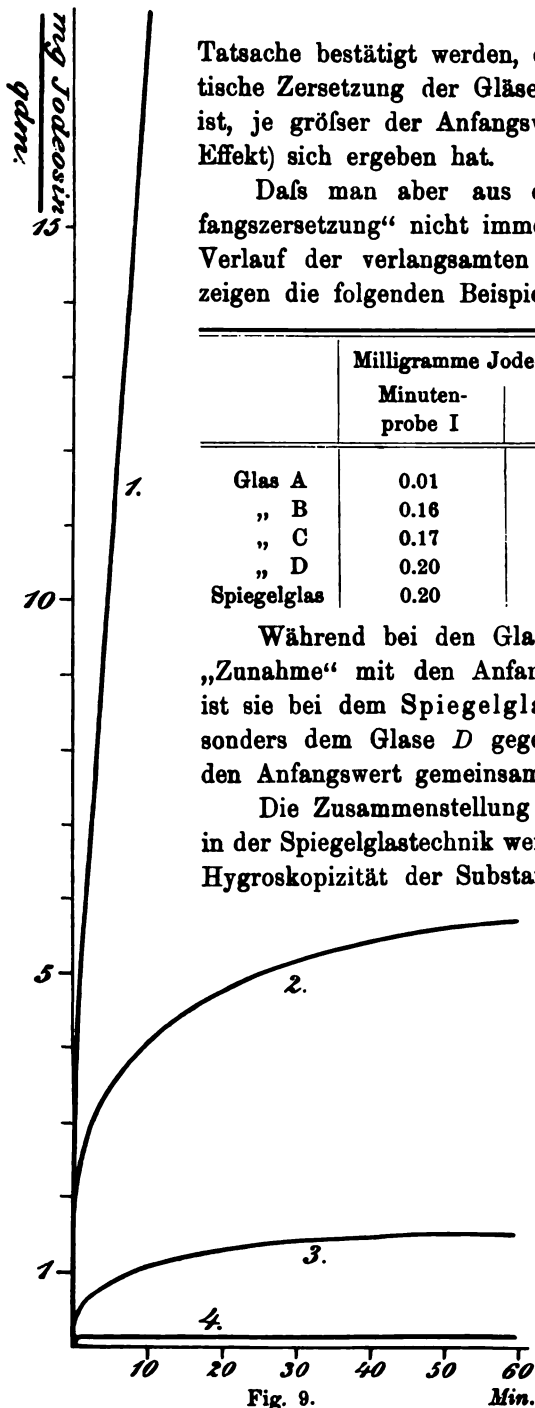 mg Jodeosin
qdm.
Tatsache bestätigt werden,
tische Zersetzung der Gläse
ist, je größer der Anfangsw
Effekt) sich ergeben hat.
Daſs man aber aus
fangszersetzung“ nicht imme
Verlauf der verlangsamten
zeigen die folgenden Beispie
Milligramme Jode
Minuten-
probe I
Glas A 0.01
„ B 0.16
„ C 0.17
„ D 0.20
Spiegelglas 0.20
Während bei den Gla
„Zunahme“ mit den Anfan
ist sie bei dem Spiegelgla
sonders dem Glase D gege
den Anfangswert gemeinsam
Die Zusammenstellung
in der Spiegelglastechnik wer
Hygroskopizität der Substa
15
1.
10
5
2.
1
3.
4.
10 20 30 40 50 60
Fig. 9. Min.